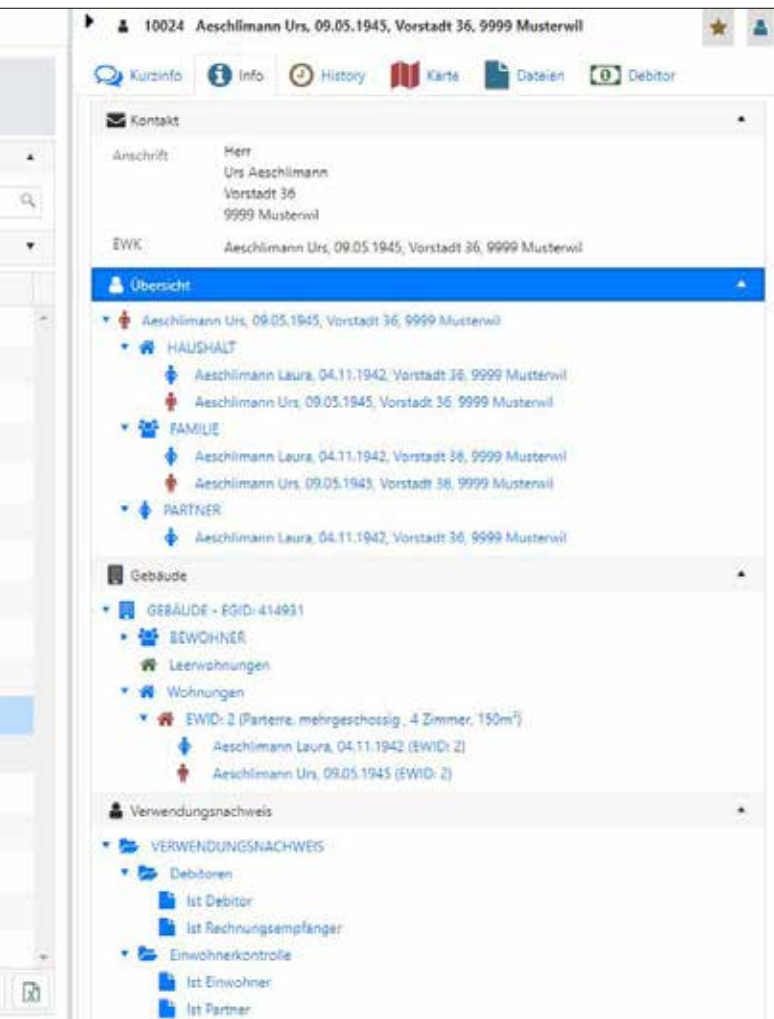 10024 Aeschlimann Urs, 09.05.1945, Vorstadt 36, 9999 Musterwil
Kurzinfo Info History Karte Dateien Debitor
Kontakt
Anschrift Herr
Urs Aeschlimann
Vorstadt 36
9999 Musterwil
EWK Aeschlimann Urs, 09.05.1945, Vorstadt 36, 9999 Musterwil
Übersicht
Aeschlimann Urs, 09.05.1945, Vorstadt 36, 9999 Musterwil
HAUSHALT
Aeschlimann Laura, 04.11.1942, Vorstadt 36, 9999 Musterwil
Aeschlimann Urs, 09.05.1945, Vorstadt 36, 9999 Musterwil
FAMILIE
Aeschlimann Laura, 04.11.1942, Vorstadt 36, 9999 Musterwil
Aeschlimann Urs, 09.05.1945, Vorstadt 36, 9999 Musterwil
PARTNER
Aeschlimann Laura, 04.11.1942, Vorstadt 36, 9999 Musterwil
Gebäude
GEBÄUDE - EGID: 414931
BEWOHNER
Leerwohnungen
Wohnungen
EWID: 2 (Parterre, mehrgeschossig , 4 Zimmer, 150m²)
Aeschlimann Laura, 04.11.1942 (EWID: 2)
Aeschlimann Urs, 09.05.1945 (EWID: 2)
Verwendungsnachweis
VERWENDUNGSNACHWEIS
Debitoren
Ist Debitor
Ist Rechnungsempfänger
Einwohnerkontrolle
Ist Einwohner
Ist Partner